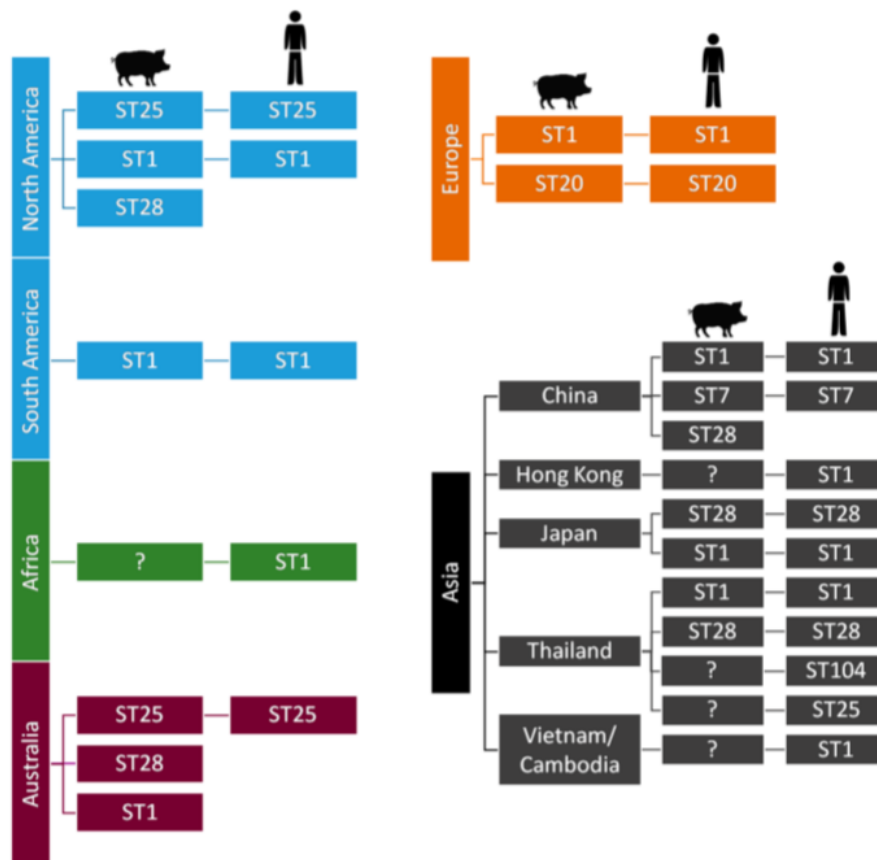 North America
ST25 ST25
ST1 ST1
ST28
South America
ST1 ST1
Africa
? ST1
Australia
ST25 ST25
ST28
ST1
Europe
ST1 ST1
ST20 ST20
Asia
China
ST1 ST1
ST7 ST7
ST28
Hong Kong
? ST1
Japan
ST28 ST28
ST1 ST1
Thailand
ST1 ST1
ST28 ST28
? ST104
? ST25
Vietnam/
Cambodia
? ST1